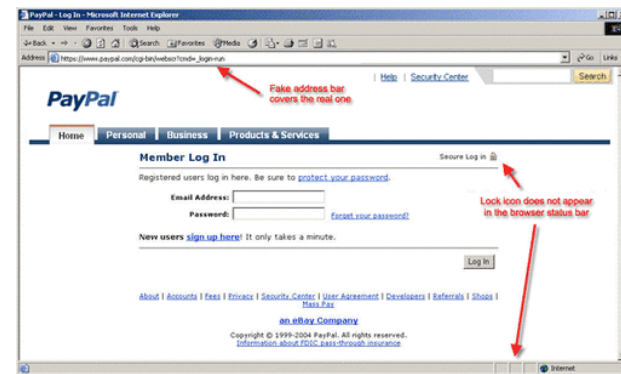 PayPal - Log In - Microsoft Internet Explorer
File Edit View Favorites Tools Help
Back Search Favorites Media
Address https://www.paypal.com/cgi-bin/webscr?cmd=_login-run Go Links
Fake address bar
covers the real one
Help | Security Center Search
PayPal
Home Personal Business Products & Services
Member Log In Secure Log in
Registered users log in here. Be sure to protect your password.
Email Address:
Password: Forget your password?
Lock icon does not appear
in the browser status bar
New users sign up here! It only takes a minute.
Log In
About | Accounts | Fees | Privacy | Security Center | User Agreement | Developers | Referrals | Shops |
Mass Pay
an eBay Company
Copyright © 1999-2004 PayPal. All rights reserved.
Information about FDIC pass-through insurance
Internet